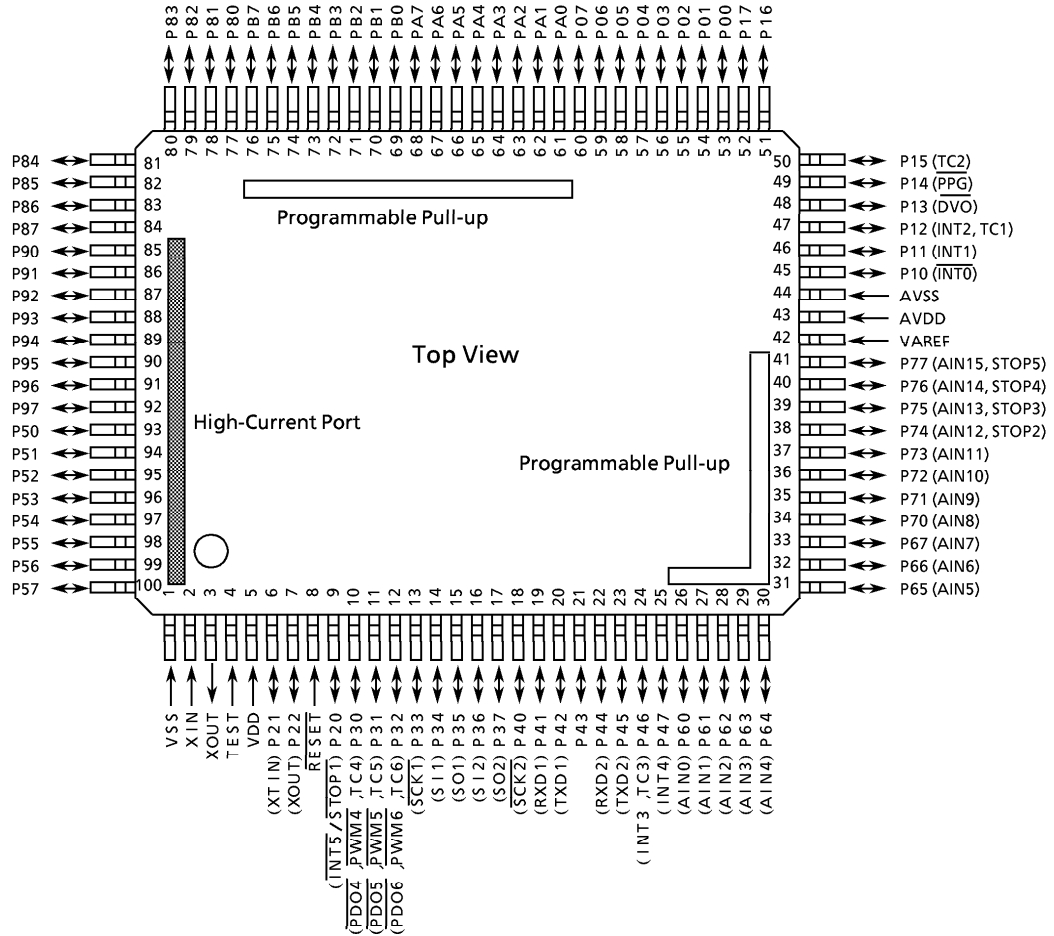 P83 P82 P81 P80 PB7 PB6 PB5 PB4 PB3 PB2 PB1 PB0 PA7 PA6 PA5 PA4 PA3 PA2 PA1 PA0 P07 P06 P05 P04 P03 P02 P01 P00 P17 P16
80 79 78 77 76 75 74 73 72 71 70 69 68 67 66 65 64 63 62 61 60 59 58 57 56 55 54 53 52 51
P84 81 50 P15 (TC2)
P85 82 49 P14 (PPG)
P86 83 48 P13 (DVO)
Programmable Pull-up
P87 84 47 P12 (INT2, TC1)
P90 85 46 P11 (INT1)
P91 86 45 P10 (INT0)
P92 87 44 AVSS
P93 88 43 AVDD
P94 89 42 VAREF
Top View
P95 90 41 P77 (AIN15, STOP5)
P96 91 40 P76 (AIN14, STOP4)
P97 92 39 P75 (AIN13, STOP3)
High-Current Port
P50 93 38 P74 (AIN12, STOP2)
P51 94 37 P73 (AIN11)
Programmable Pull-up
P52 95 36 P72 (AIN10)
P53 96 35 P71 (AIN9)
P54 97 34 P70 (AIN8)
P55 98 33 P67 (AIN7)
P56 99 32 P66 (AIN6)
P57 100 31 P65 (AIN5)
1 2 3 4 5 6 7 8 9 10 11 12 13 14 15 16 17 18 19 20 21 22 23 24 25 26 27 28 29 30
VSS
XIN
XOUT
TEST
VDD
(XTIN) P21
(XOUT) P22
RESET
(INT5/STOP1) P20
(PDO4,PWM4,TC4) P30
(PDO5,PWM5,TC5) P31
(PDO6,PWM6,TC6) P32
(SCK1) P33
(SI1) P34
(SO1) P35
(SI2) P36
(SO2) P37
(SCK2) P40
(RXD1) P41
(TXD1) P42
P43
(RXD2) P44
(TXD2) P45
(INT3,TC3) P46
(INT4) P47
(AIN0) P60
(AIN1) P61
(AIN2) P62
(AIN3) P63
(AIN4) P64